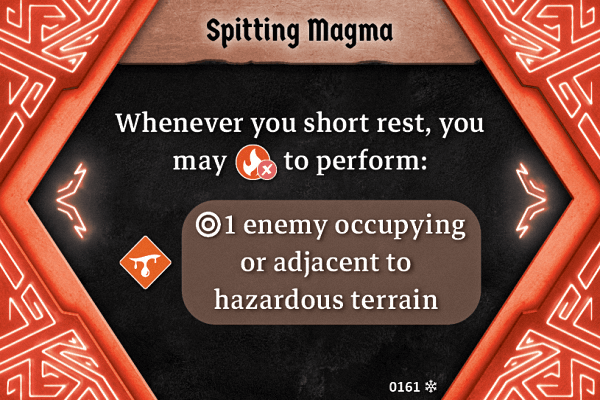 Spitting Magma
Whenever you short rest, you
may to perform:
1 enemy occupying
or adjacent to
hazardous terrain
0161